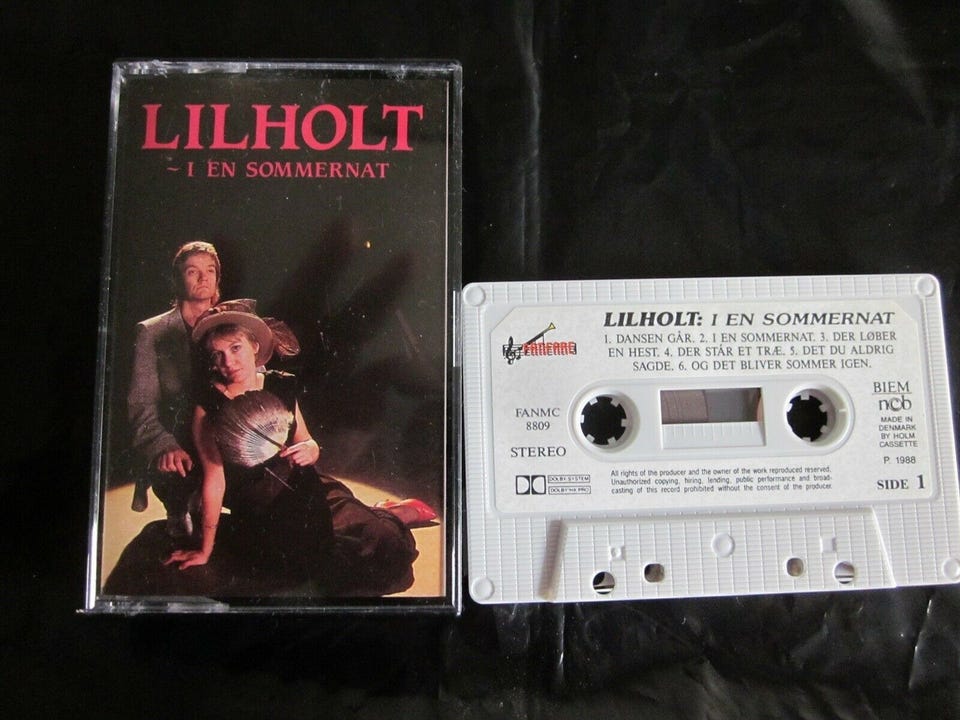 LILHOLT
~ I EN SOMMERNAT
LILHOLT: I EN SOMMERNAT
1. DANSEN GÅR. 2. I EN SOMMERNAT. 3. DER LØBER
EN HEST. 4. DER STÅR ET TRÆ. 5. DET DU ALDRIG
SAGDE. 6. OG DET BLIVER SOMMER IGEN.
FANFARE
FANMC
8809
STEREO
BIEM
ncb
MADE IN
DENMARK
BY HOLM
CASSETTE
P. 1988
SIDE 1
DOLBY SYSTEM
DOLBY HX PRO
All rights of the producer and the owner of the work reproduced reserved.
Unauthorized copying, hiring, lending, public performance and broad-
casting of this record prohibited without the consent of the producer.